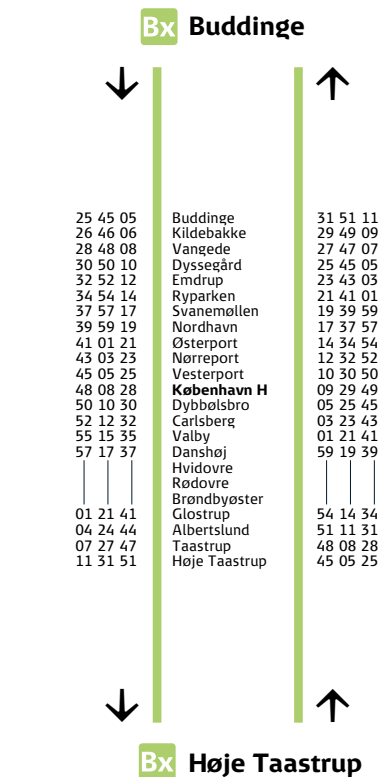 Bx Buddinge
25 45 05 Buddinge 31 51 11
26 46 06 Kildebakke 29 49 09
28 48 08 Vangede 27 47 07
30 50 10 Dyssegård 25 45 05
32 52 12 Emdrup 23 43 03
34 54 14 Ryparken 21 41 01
37 57 17 Svanemøllen 19 39 59
39 59 19 Nordhavn 17 37 57
41 01 21 Østerport 14 34 54
43 03 23 Nørreport 12 32 52
45 05 25 Vesterport 10 30 50
48 08 28 København H 09 29 49
50 10 30 Dybbølsbro 05 25 45
52 12 32 Carlsberg 03 23 43
55 15 35 Valby 01 21 41
57 17 37 Danshøj 59 19 39
Hvidovre
Rødovre
Brøndbyøster
01 21 41 Glostrup 54 14 34
04 24 44 Albertslund 51 11 31
07 27 47 Taastrup 48 08 28
11 31 51 Høje Taastrup 45 05 25
Bx Høje Taastrup